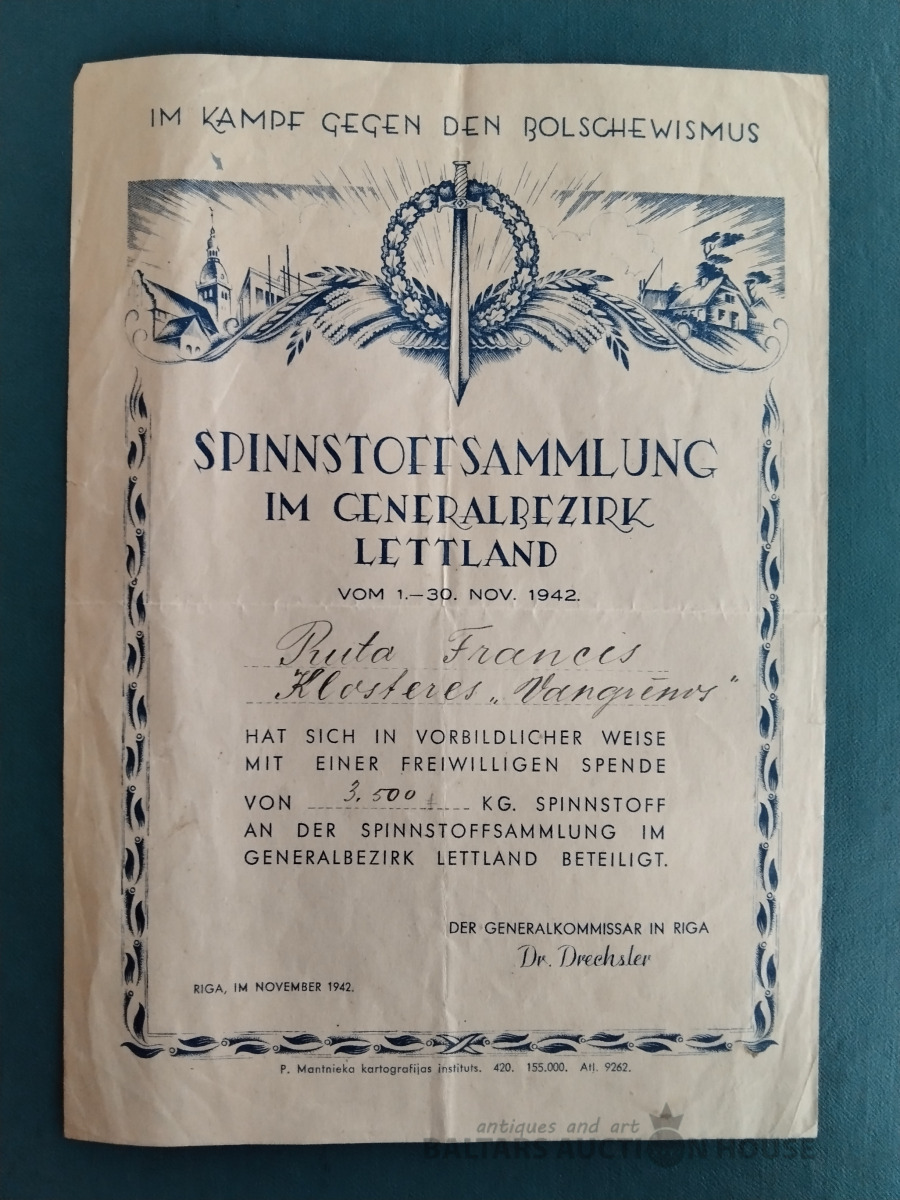 IM KAMPF GEGEN DEN BOLSCHEWISMUS
SPINNSTOFFSAMMLUNG
IM GENERALBEZIRK
LETTLAND
VOM 1.—30. NOV. 1942.
Ruta Francis
Klosteres „
HAT SICH IN VORBILDLICHER WEISE
MIT EINER FREIWILLIGEN SPENDE
VON 3.500 KG. SPINNSTOFF
AN DER SPINNSTOFFSAMMLUNG IM
GENERALBEZIRK LETTLAND BETEILIGT.
DER GENERALKOMMISSAR IN RIGA
Dr. Drechsler
RIGA, IM NOVEMBER 1942.
P. Mantnieka kartografijas institūts. 420. 155.000. Atļ. 9262.
antiques and art
BALTARS AUCTION HOUSE